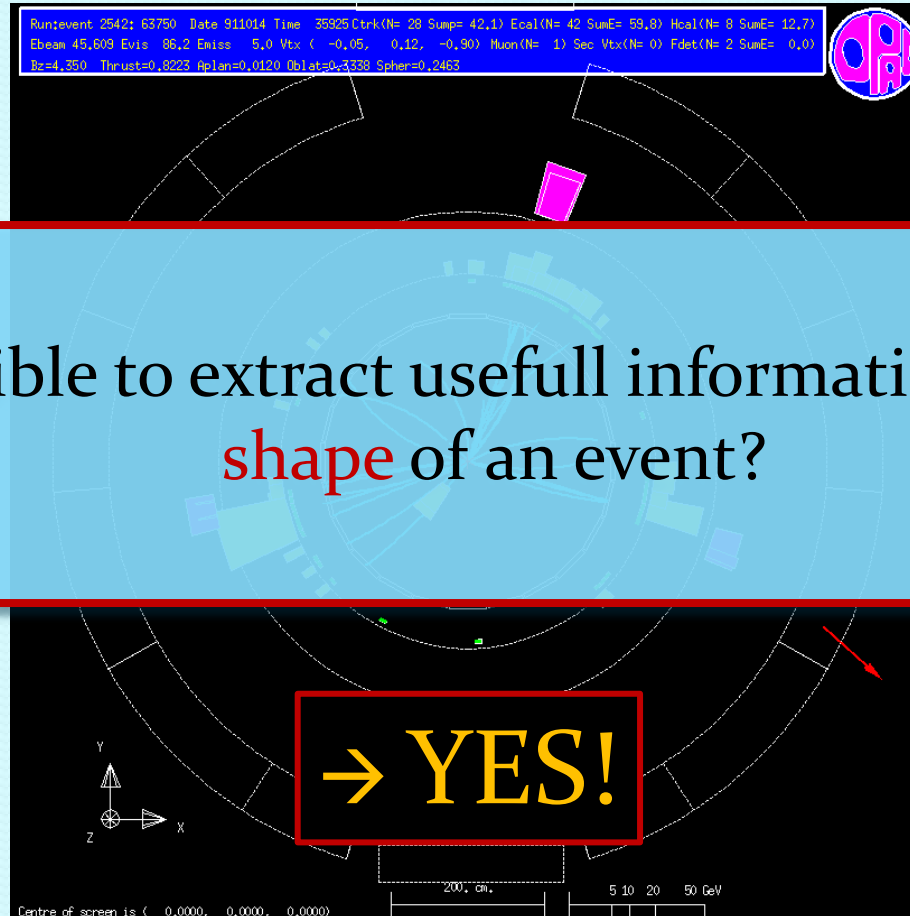 Run:event 2542: 63750 Date 911014 Time 35925 Ctrk(N= 28 Sump= 42.1) Ecal(N= 42 SumE= 59.8) Hcal(N= 8 SumE= 12.7)
Ebeam 45.609 Evis 86.2 Emiss 5.0 Vtx ( -0.05, 0.12, -0.90) Muon(N= 1) Sec Vtx(N= 0) Fdet(N= 2 SumE= 0.0)
Bz=4.350 Thrust=0.8223 Aplan=0.0120 Oblat=0.3338 Spher=0.2463
OPAL
ible to extract usefull informati
shape of an event?
→ YES!
Y
X
Z
200. cm.
5 10 20 50 GeV
Centre of screen is ( 0.0000, 0.0000, 0.0000)